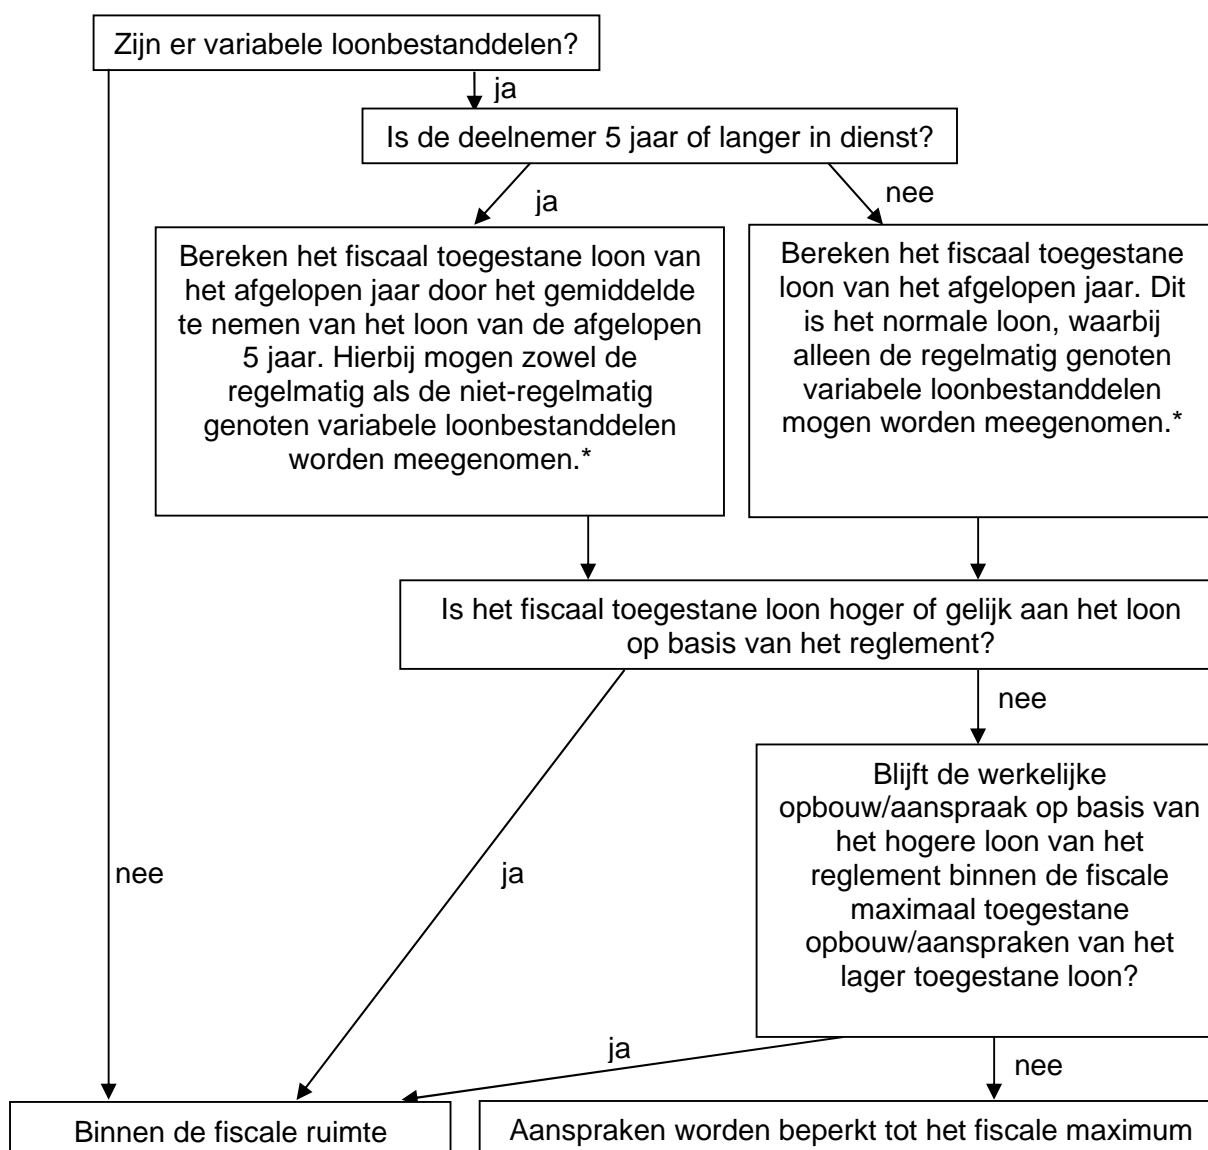 Zijn er variabele loonbestanddelen?
ja
Is de deelnemer 5 jaar of langer in dienst?
ja
nee
Bereken het fiscaal toegestane loon van
het afgelopen jaar door het gemiddelde
te nemen van het loon van de afgelopen
5 jaar. Hierbij mogen zowel de
regelmatig als de niet-regelmatig
genoten variabele loonbestanddelen
worden meegenomen.*
Bereken het fiscaal toegestane
loon van het afgelopen jaar. Dit
is het normale loon, waarbij
alleen de regelmatig genoten
variabele loonbestanddelen
mogen worden meegenomen.*
Is het fiscaal toegestane loon hoger of gelijk aan het loon
op basis van het reglement?
nee
Blijft de werkelijke
opbouw/aanspraak op basis van
het hogere loon van het
reglement binnen de fiscale
maximaal toegestane
opbouw/aanspraken van het
lager toegestane loon?
nee
ja
ja
nee
Binnen de fiscale ruimte
Aanspraken worden beperkt tot het fiscale maximum